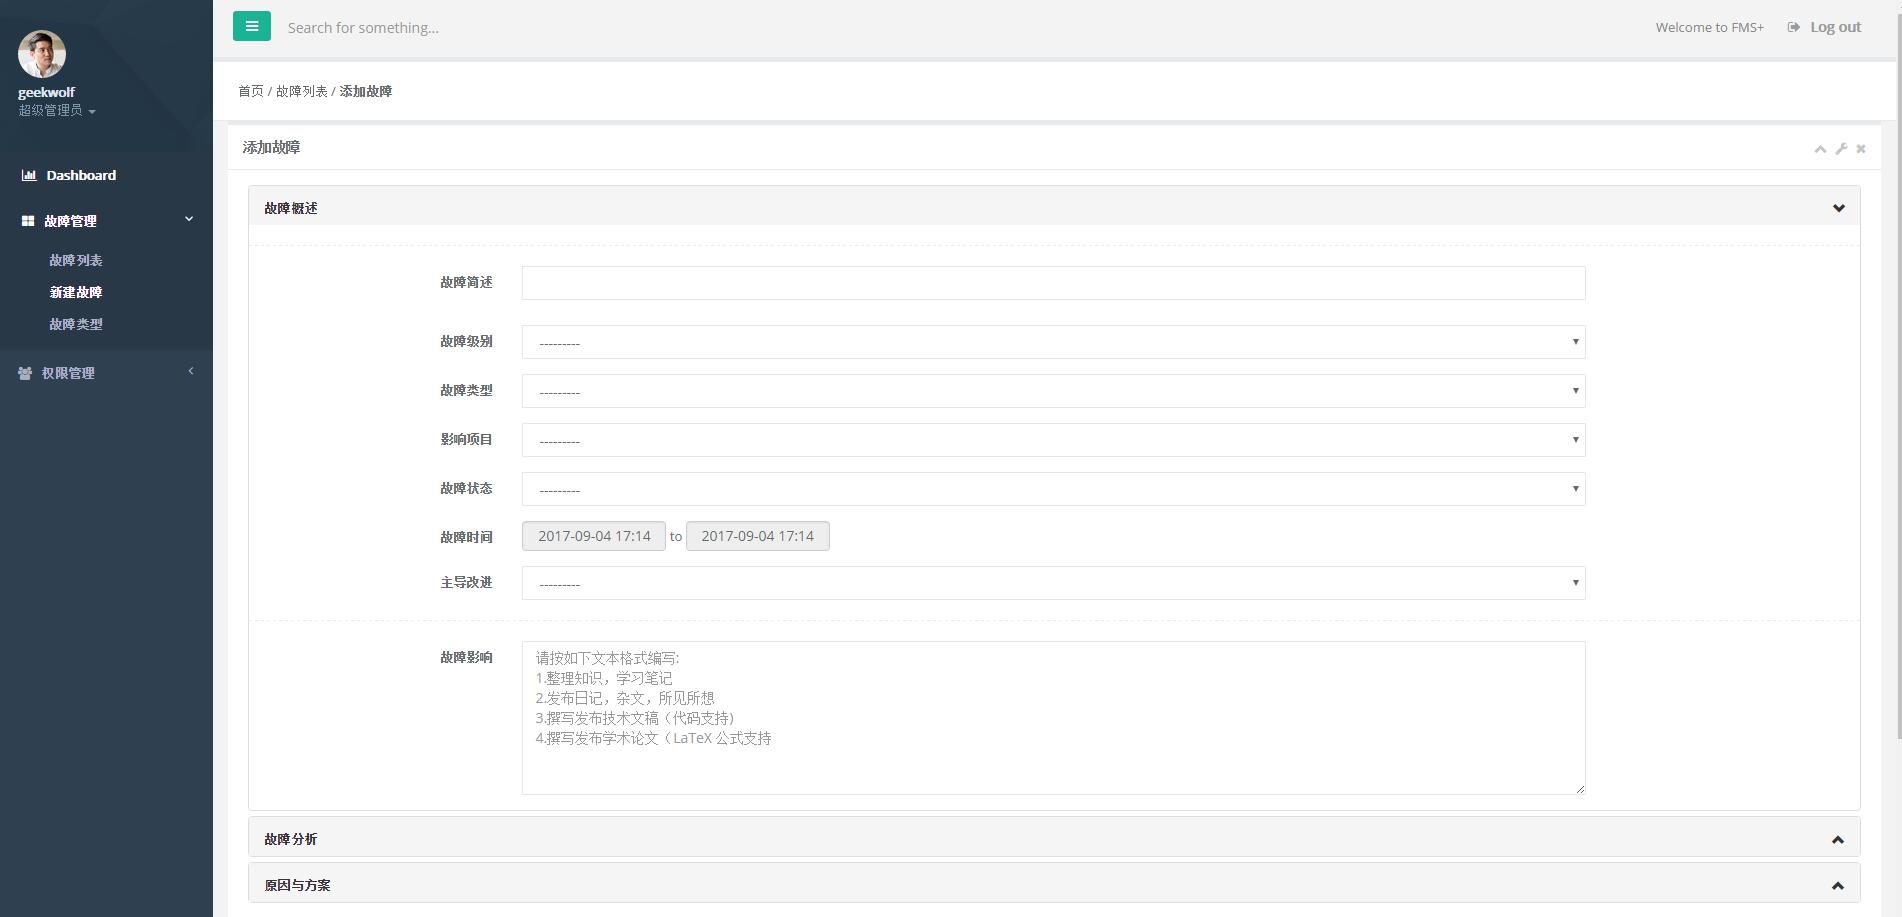 geekwolf
超级管理员
Dashboard
故障管理
故障列表
新建故障
故障类型
权限管理
Search for something...
Welcome to FMS+
Log out
首页 / 故障列表 / 添加故障
添加故障
故障概述
故障简述
故障级别 ---------
故障类型 ---------
影响项目 ---------
故障状态 ---------
故障时间 2017-09-04 17:14 to 2017-09-04 17:14
主导改进 ---------
故障影响
请按如下文本格式编写:
1.整理知识，学习笔记
2.发布日记，杂文，所见所想
3.撰写发布技术文稿（代码支持)
4.撰写发布学术论文（LaTeX 公式支持
故障分析
原因与方案